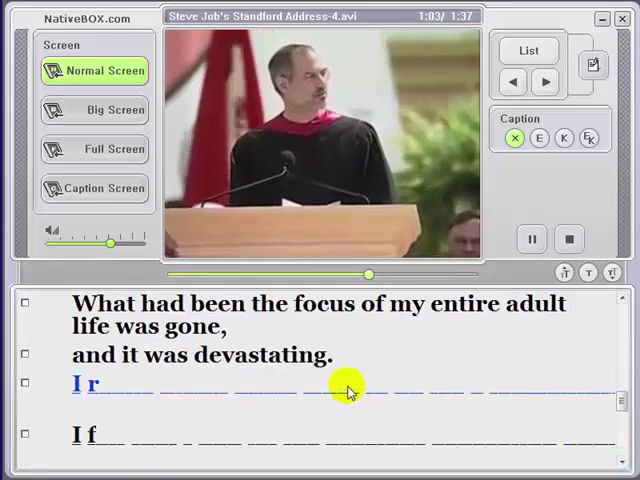 NativeBOX.com
Steve Job's Standford Address-4.avi 1:03/ 1:37
Screen
Normal Screen
Big Screen
Full Screen
Caption Screen
List
Caption
X E K EK
T T T
What had been the focus of my entire adult
life was gone,
and it was devastating.
I r
I f